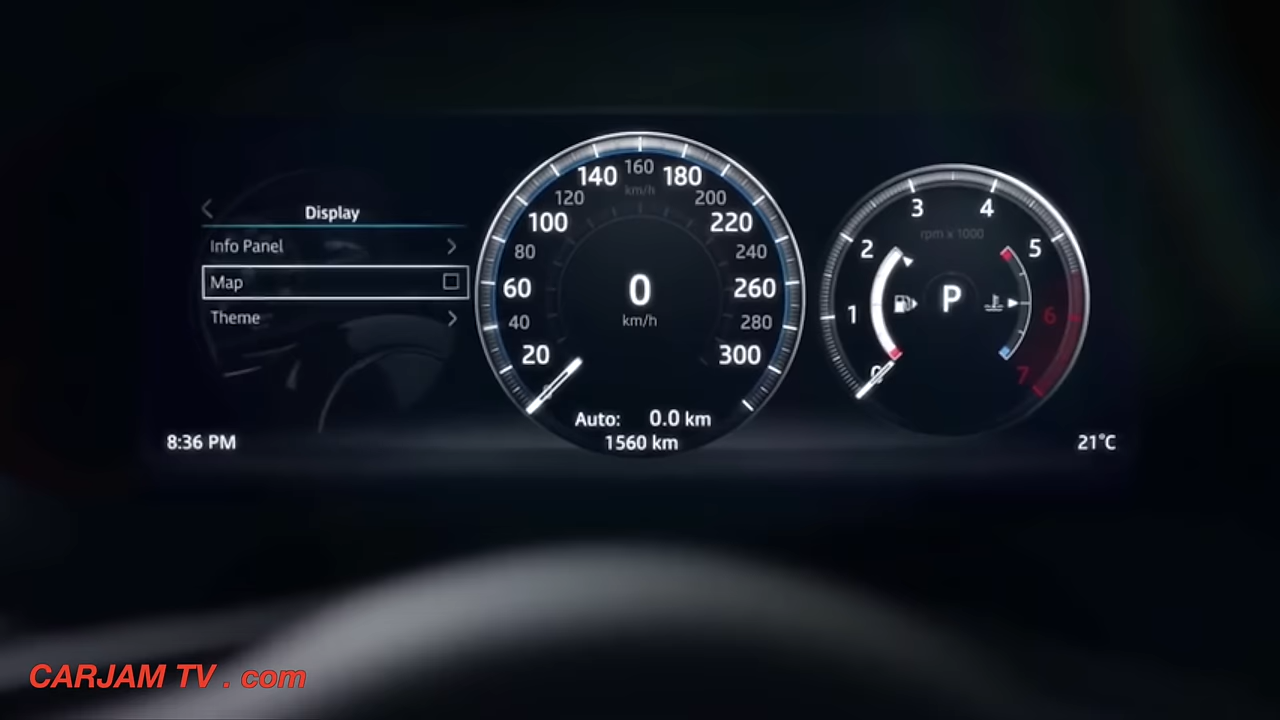 Display
Info Panel
Map
Theme
8:36 PM
160
140
180
km/h
120
200
100
220
80
240
60
260
0
km/h
40
280
20
300
Auto: 0.0 km
1560 km
3
4
rpm x 1000
2
5
P
1
6
7
0
21°C
CARJAM TV . com